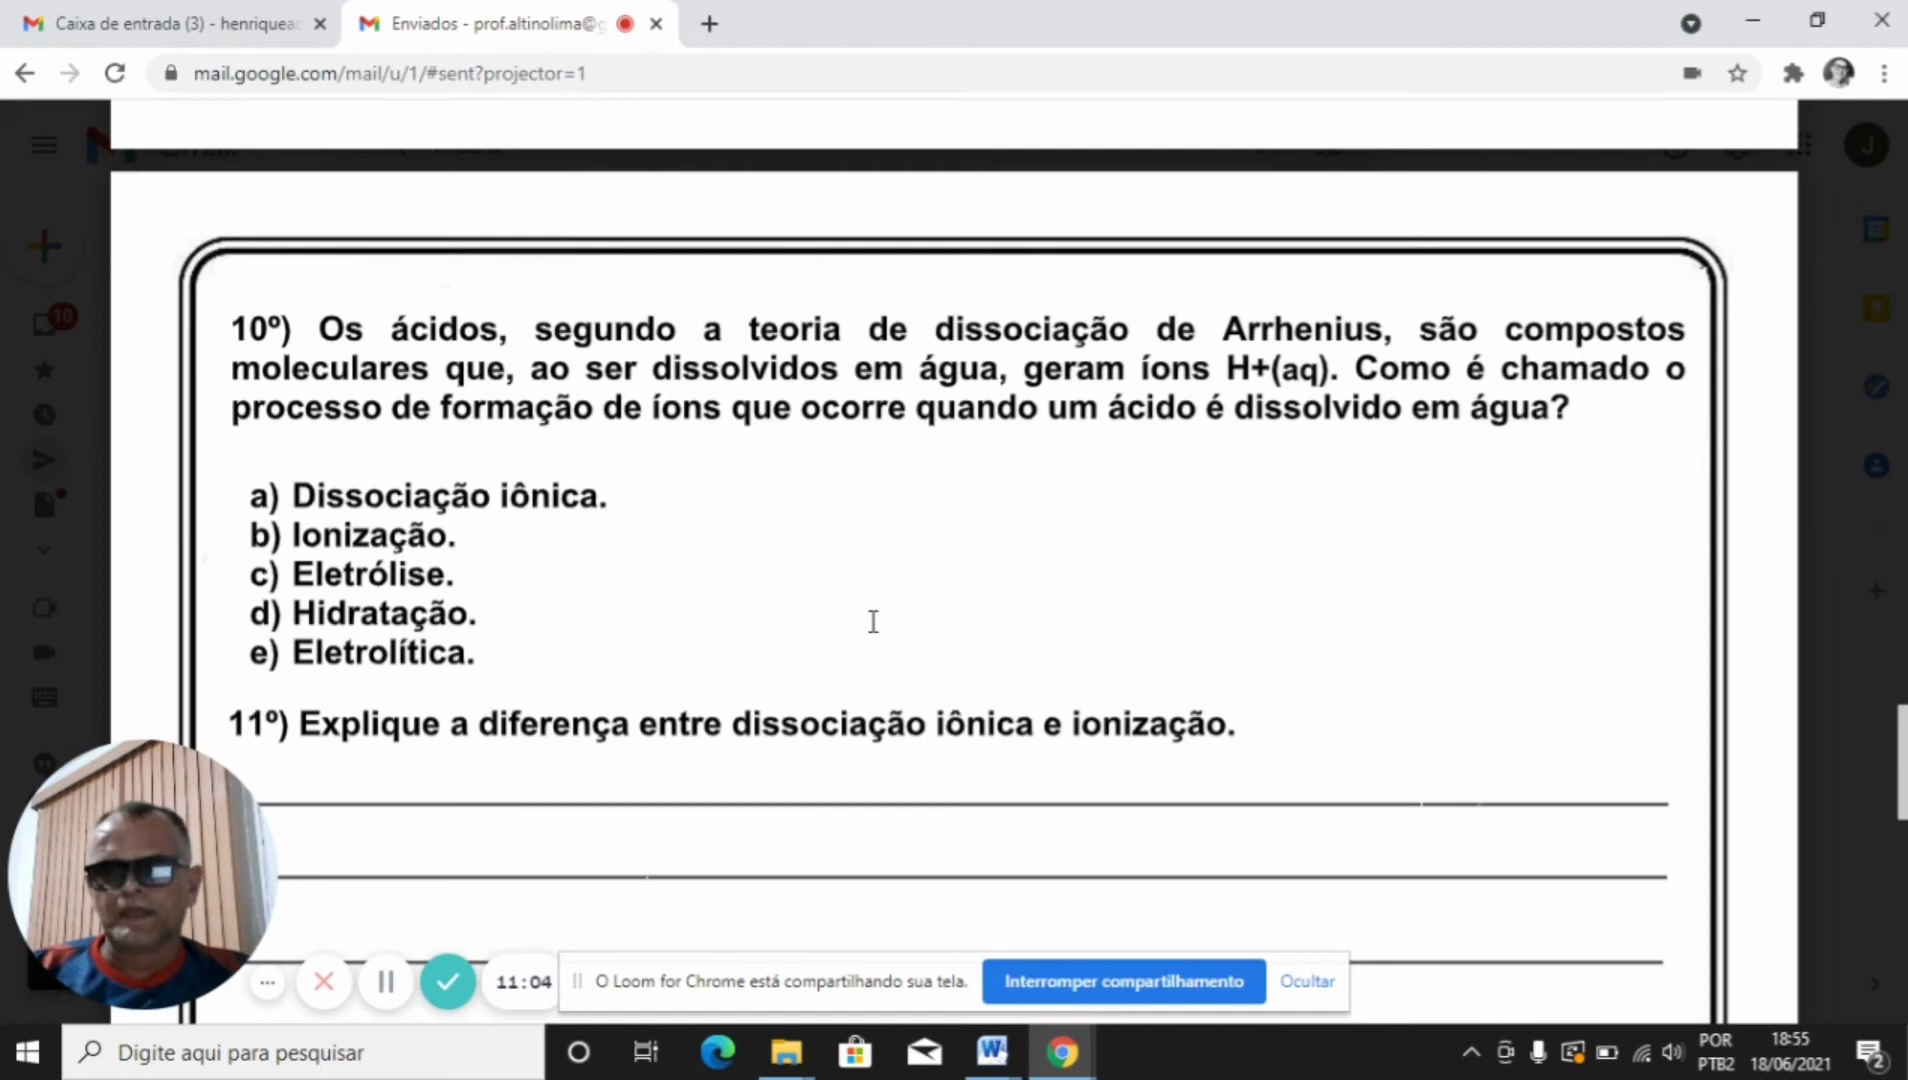 Caixa de entrada (3) - henriqueac
Enviados - prof.altinolima@g
mail.google.com/mail/u/1/#sent?projector=1
J
10
10º) Os ácidos, segundo a teoria de dissociação de Arrhenius, são compostos
moleculares que, ao ser dissolvidos em água, geram íons H+(aq). Como é chamado o
processo de formação de íons que ocorre quando um ácido é dissolvido em água?
a) Dissociação iônica.
b) Ionização.
c) Eletrólise.
d) Hidratação.
e) Eletrolítica.
11º) Explique a diferença entre dissociação iônica e ionização.
11:04
O Loom for Chrome está compartilhando sua tela.
Interromper compartilhamento
Ocultar
Digite aqui para pesquisar
POR
PTB2
18:55
18/06/2021
2